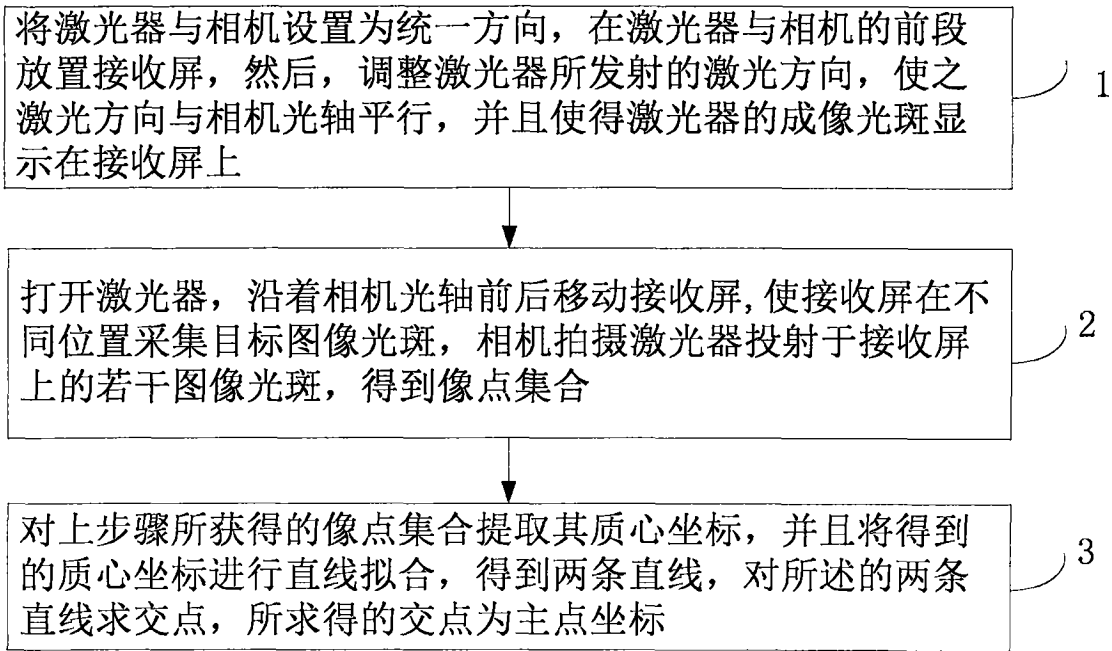 将激光器与相机设置为统一方向，在激光器与相机的前段
放置接收屏，然后，调整激光器所发射的激光方向，使之
激光方向与相机光轴平行，并且使得激光器的成像光斑显
示在接收屏上
1
打开激光器，沿着相机光轴前后移动接收屏,使接收屏在不
同位置采集目标图像光斑，相机拍摄激光器投射于接收屏
上的若干图像光斑，得到像点集合
2
对上步骤所获得的像点集合提取其质心坐标，并且将得到
的质心坐标进行直线拟合，得到两条直线，对所述的两条
直线求交点，所求得的交点为主点坐标
3